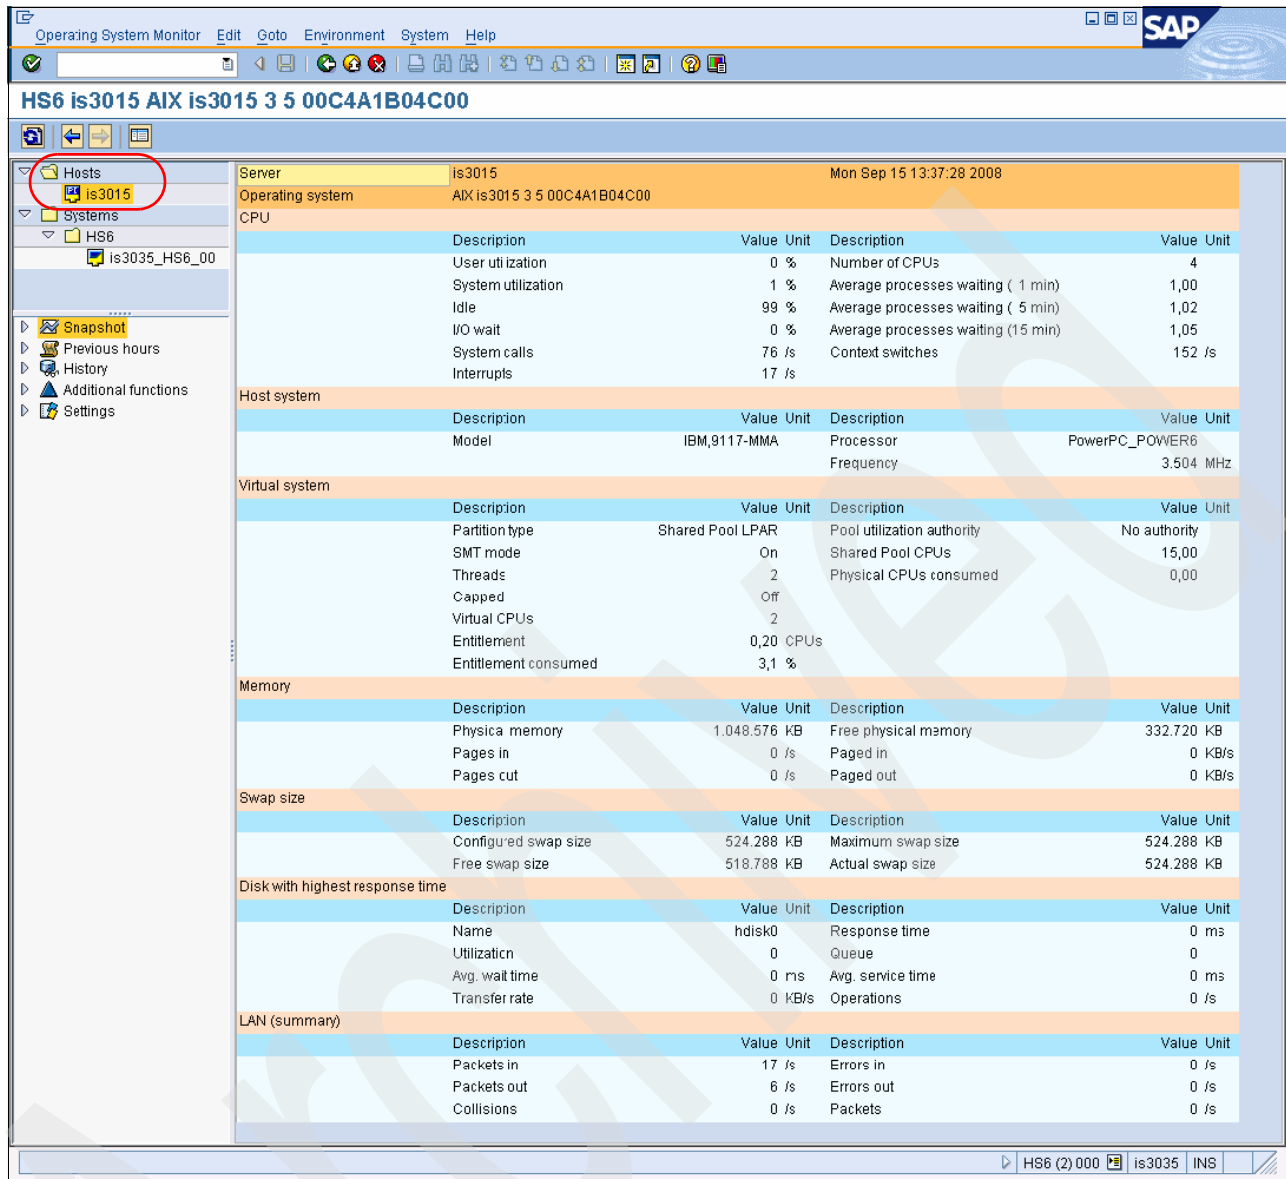 Operating System Monitor Edit Goto Environment System Help
SAP
HS6 is3015 AIX is3015 3 5 00C4A1B04C00
Hosts
is3015
Systems
HS6
is3035_HS6_00
Snapshot
Previous hours
History
Additional functions
Settings
Server is3015 Mon Sep 15 13:37:28 2008
Operating system AIX is3015 3 5 00C4A1B04C00
CPU
Description Value Unit Description Value Unit
User utilization 0 % Number of CPUs 4
System utilization 1 % Average processes waiting ( 1 min) 1,00
Idle 99 % Average processes waiting ( 5 min) 1,02
I/O wait 0 % Average processes waiting (15 min) 1,05
System calls 76 /s Context switches 152 /s
Interrupts 17 /s
Host system
Description Value Unit Description Value Unit
Model IBM,9117-MMA Processor PowerPC_POWER6
Frequency 3.504 MHz
Virtual system
Description Value Unit Description Value Unit
Partition type Shared Pool LPAR Pool utilization authority No authority
SMT mode On Shared Pool CPUs 15,00
Threads 2 Physical CPUs consumed 0,00
Capped Off
Virtual CPUs 2
Entitlement 0,20 CPUs
Entitlement consumed 3,1 %
Memory
Description Value Unit Description Value Unit
Physical memory 1.048.576 KB Free physical memory 332.720 KB
Pages in 0 /s Paged in 0 KB/s
Pages out 0 /s Paged out 0 KB/s
Swap size
Description Value Unit Description Value Unit
Configured swap size 524.288 KB Maximum swap size 524.288 KB
Free swap size 518.788 KB Actual swap size 524.288 KB
Disk with highest response time
Description Value Unit Description Value Unit
Name hdisk0 Response time 0 ms
Utilization 0 Queue 0
Avg. wait time 0 ms Avg. service time 0 ms
Transfer rate 0 KB/s Operations 0 /s
LAN (summary)
Description Value Unit Description Value Unit
Packets in 17 /s Errors in 0 /s
Packets out 6 /s Errors out 0 /s
Collisions 0 /s Packets 0 /s
HS6 (2) 000 is3035 INS